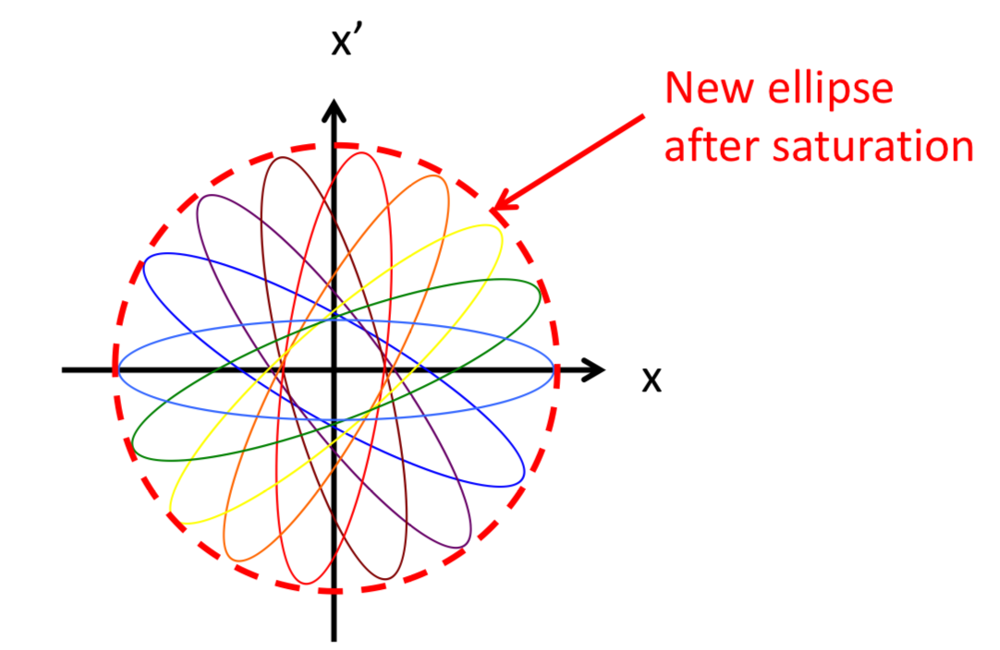 x’
New ellipse
after saturation
x